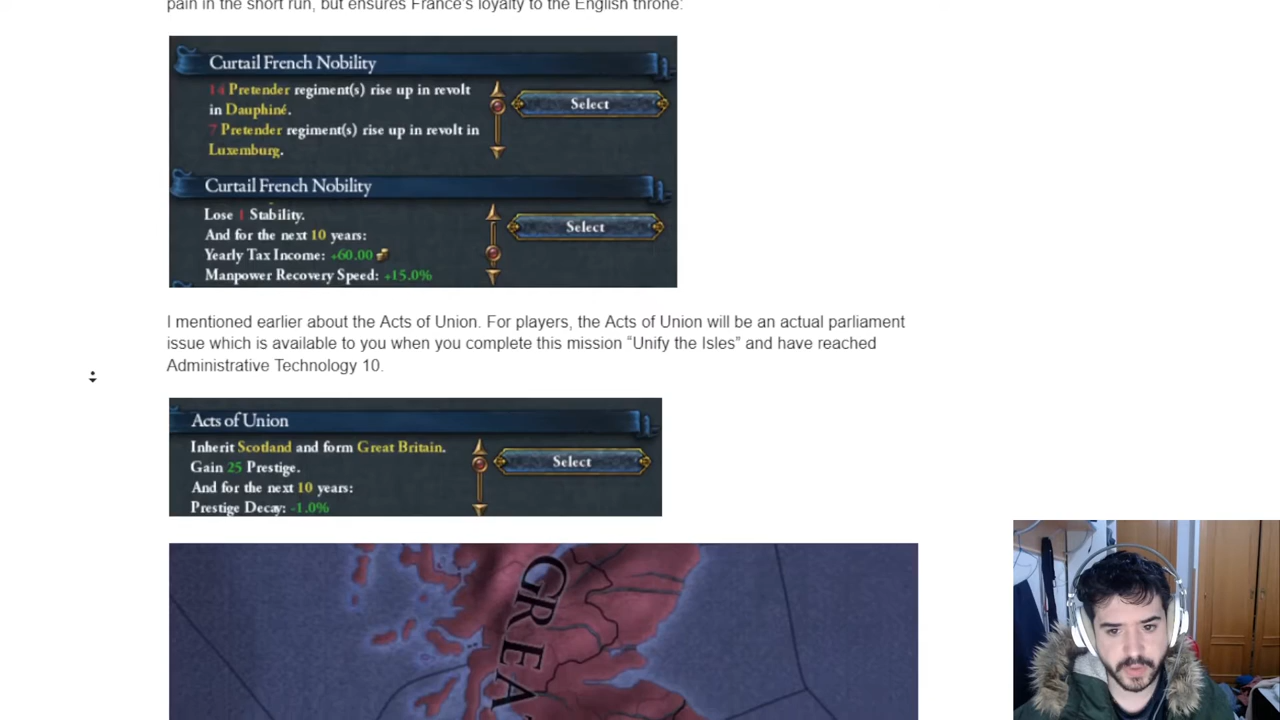 pain in the short run, but ensures France's loyalty to the English throne:
Curtail French Nobility
14 Pretender regiment(s) rise up in revolt
in Dauphiné.
7 Pretender regiment(s) rise up in revolt in
Luxemburg.
Select
Curtail French Nobility
Lose 1 Stability.
And for the next 10 years:
Yearly Tax Income: +60.00
Manpower Recovery Speed: +15.0%
Select
I mentioned earlier about the Acts of Union. For players, the Acts of Union will be an actual parliament
issue which is available to you when you complete this mission “Unify the Isles” and have reached
Administrative Technology 10.
Acts of Union
Inherit Scotland and form Great Britain.
Gain 25 Prestige.
And for the next 10 years:
Prestige Decay: -1.0%
Select
GREA